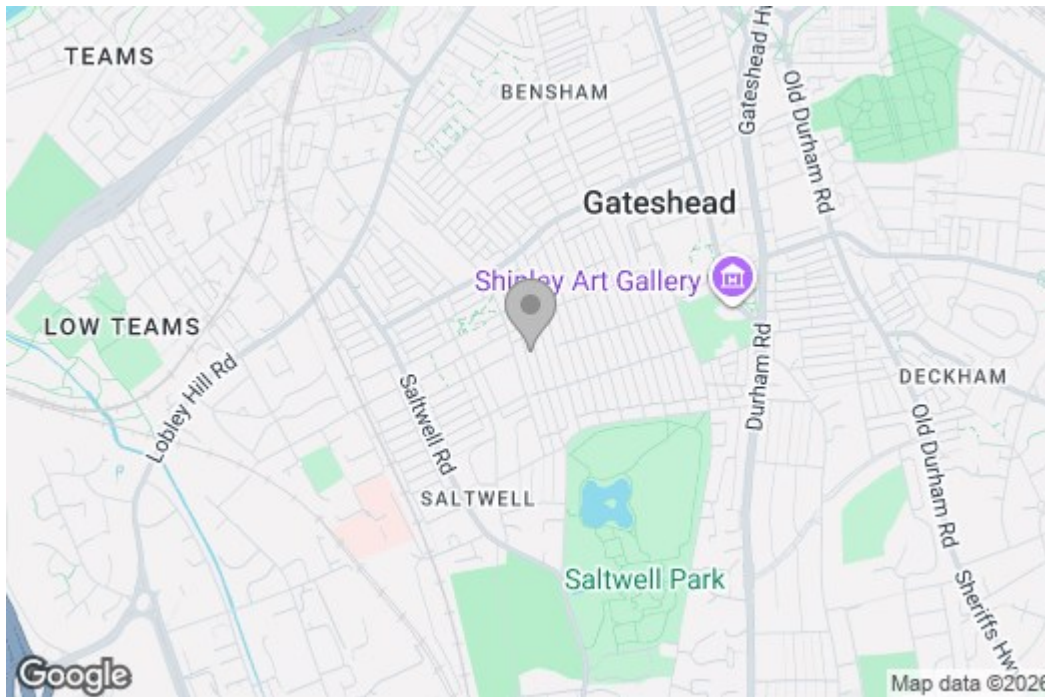 TEAMS
BENSHAM
Gateshead Hw
Old Durham Rd
Gateshead
Shipley Art Gallery
LOW TEAMS
Lobley Hill Rd
Saltwell Rd
Durham Rd
DECKHAM
Old Durham Rd
SALTWELL
Saltwell Park
Sheriffs Hw
Google
Map data ©2026